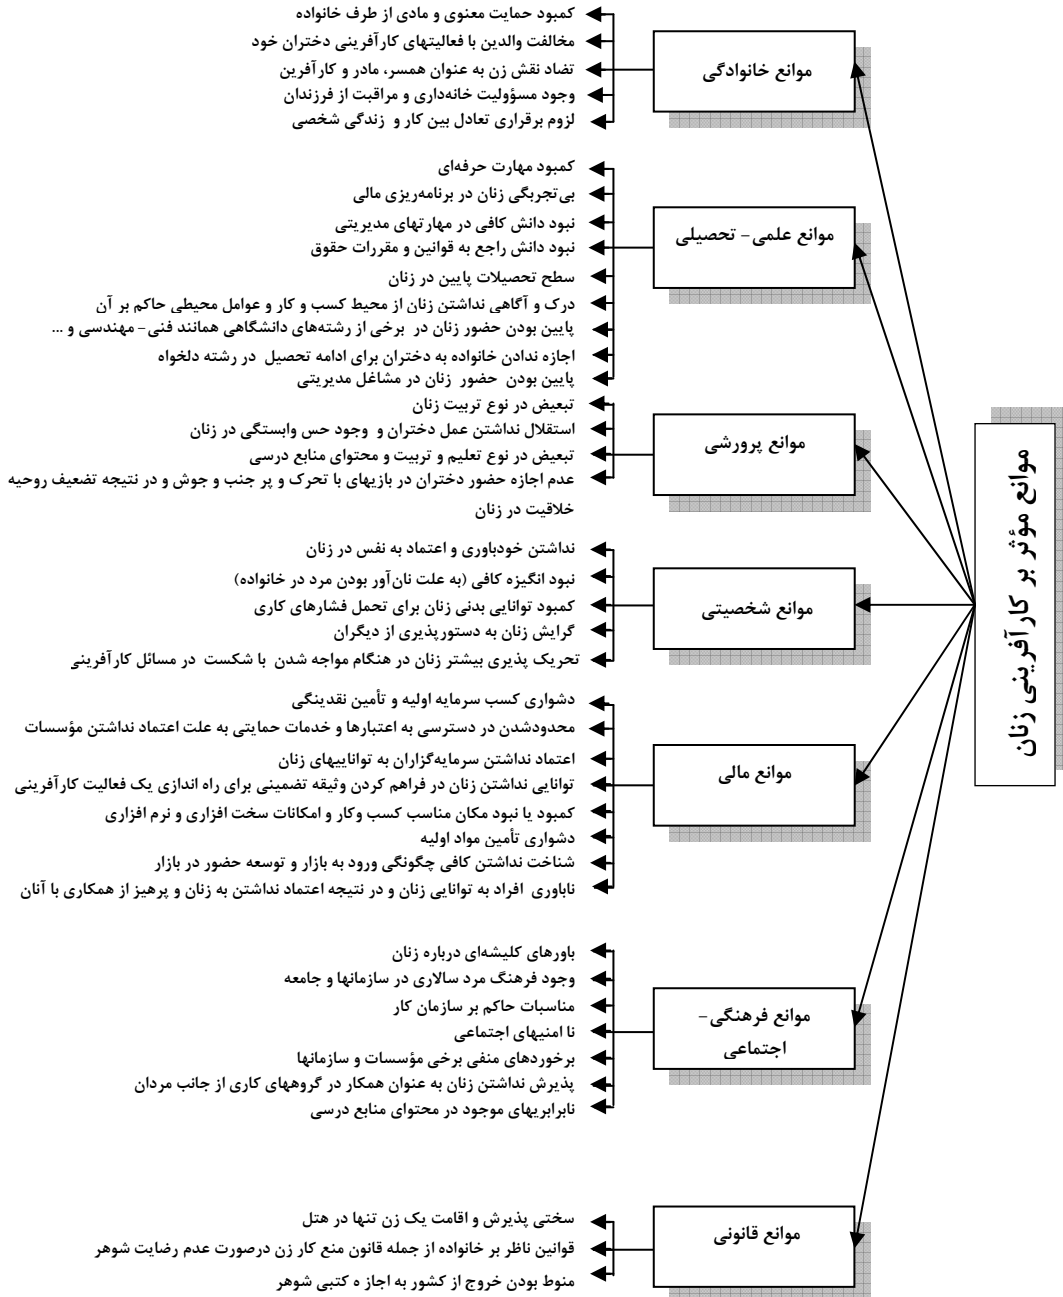 موانع مؤثر بر کارآفرینی زنان
موانع خانوادگی
کمبود حمایت معنوی و مادی از طرف خانواده
مخالفت والدین با فعالیتهای کارآفرینی دختران خود
تضاد نقش زن به عنوان همسر، مادر و کارآفرین
وجود مسؤولیت خانه‌داری و مراقبت از فرزندان
لزوم برقراری تعادل بین کار و زندگی شخصی
موانع علمی- تحصیلی
کمبود مهارت حرفه‌ای
بی‌تجربگی زنان در برنامه‌ریزی مالی
نبود دانش کافی در مهارتهای مدیریتی
نبود دانش راجع به قوانین و مقررات حقوق
سطح تحصیلات پایین در زنان
درک و آگاهی نداشتن زنان از محیط کسب و کار و عوامل محیطی حاکم بر آن
پایین بودن حضور زنان در برخی از رشته‌های دانشگاهی همانند فنی- مهندسی و ...
اجازه ندادن خانواده به دختران برای ادامه تحصیل در رشته دلخواه
پایین بودن حضور زنان در مشاغل مدیریتی
موانع پرورشی
تبعیض در نوع تربیت زنان
استقلال نداشتن عمل دختران و وجود حس وابستگی در زنان
تبعیض در نوع تعلیم و تربیت و محتوای منابع درسی
عدم اجازه حضور دختران در بازیهای با تحرک و پر جنب و جوش و در نتیجه تضعیف روحیه
خلاقیت در زنان
موانع شخصیتی
نداشتن خودباوری و اعتماد به نفس در زنان
نبود انگیزه کافی (به علت نان‌آور بودن مرد در خانواده)
کمبود توانایی بدنی زنان برای تحمل فشارهای کاری
گرایش زنان به دستورپذیری از دیگران
تحریک پذیری بیشتر زنان در هنگام مواجه شدن با شکست در مسائل کارآفرینی
موانع مالی
دشواری کسب سرمایه اولیه و تأمین نقدینگی
محدودشدن در دسترسی به اعتبارها و خدمات حمایتی به علت اعتماد نداشتن مؤسسات
اعتماد نداشتن سرمایه‌گزاران به تواناییهای زنان
توانایی نداشتن زنان در فراهم کردن وثیقه تضمینی برای راه اندازی یک فعالیت کارآفرینی
کمبود یا نبود مکان مناسب کسب وکار و امکانات سخت افزاری و نرم افزاری
دشواری تأمین مواد اولیه
شناخت نداشتن کافی چگونگی ورود به بازار و توسعه حضور در بازار
ناباوری افراد به توانایی زنان و در نتیجه اعتماد نداشتن به زنان و پرهیز از همکاری با آنان
موانع فرهنگی-
اجتماعی
باورهای کلیشه‌ای درباره زنان
وجود فرهنگ مرد سالاری در سازمانها و جامعه
مناسبات حاکم بر سازمان کار
نا امنیهای اجتماعی
برخوردهای منفی برخی مؤسسات و سازمانها
پذیرش نداشتن زنان به عنوان همکار در گروههای کاری از جانب مردان
نابرابریهای موجود در محتوای منابع درسی
موانع قانونی
سختی پذیرش و اقامت یک زن تنها در هتل
قوانین ناظر بر خانواده از جمله قانون منع کار زن درصورت عدم رضایت شوهر
منوط بودن خروج از کشور به اجاز ه کتبی شوهر